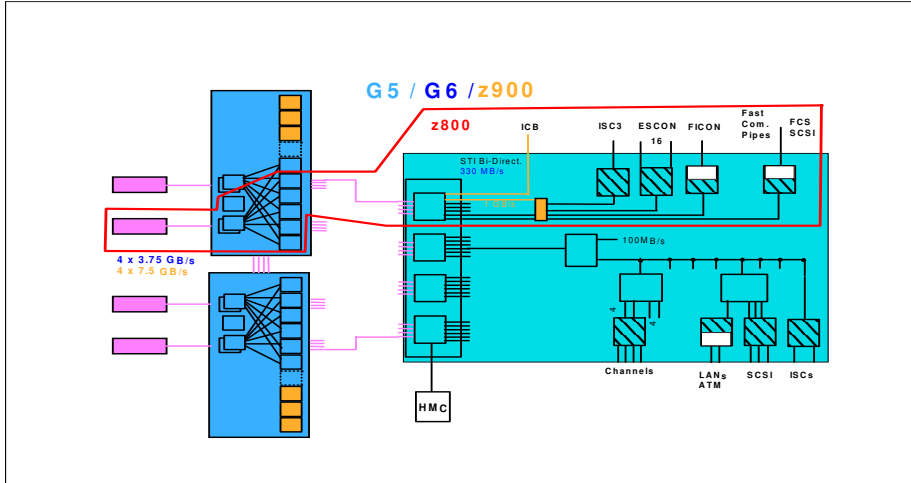 G5 / G6 / z900
z800
ICB
ISC3
ESCON
16
FICON
Fast
Com.
Pipes
FCS
SCSI
STI Bi-Direct.
330 MB/s
1 GB/s
100MB/s
4 x 3.75 GB/s
4 x 7.5 GB/s
4
4
Channels
LANs
ATM
SCSI
ISCs
HMC